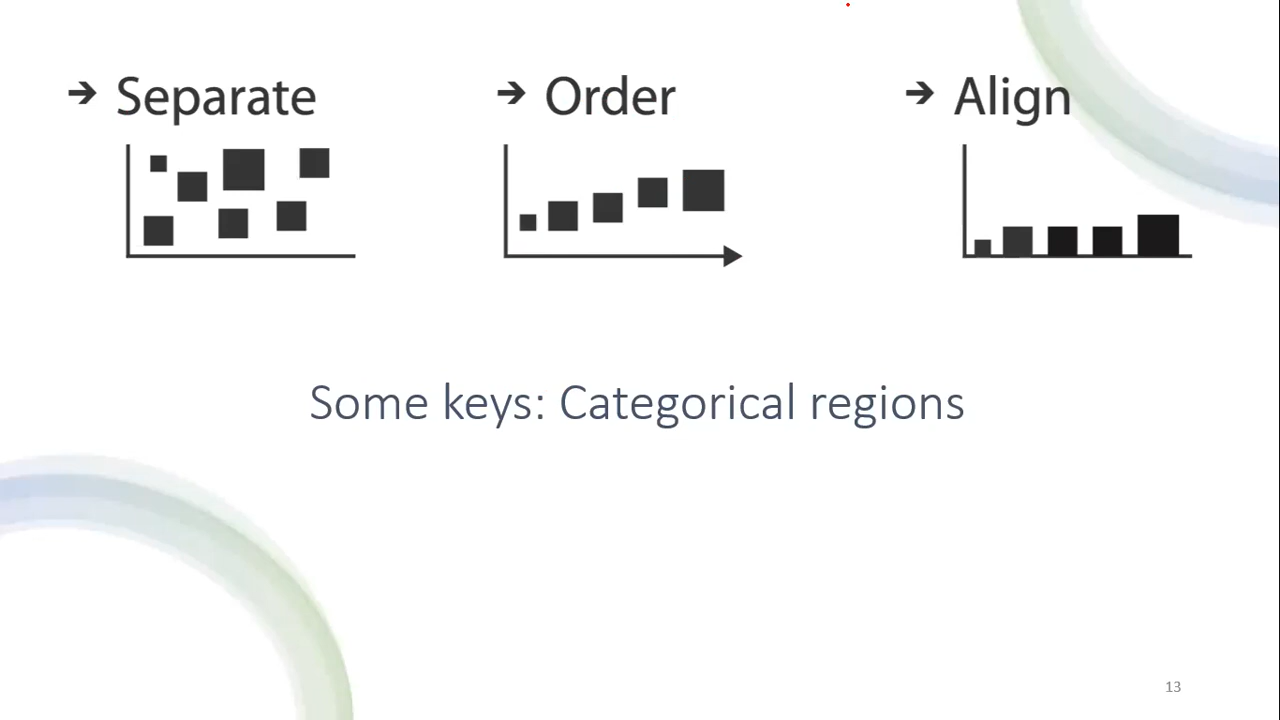 → Separate
→ Order
→ Align
Some keys: Categorical regions
13